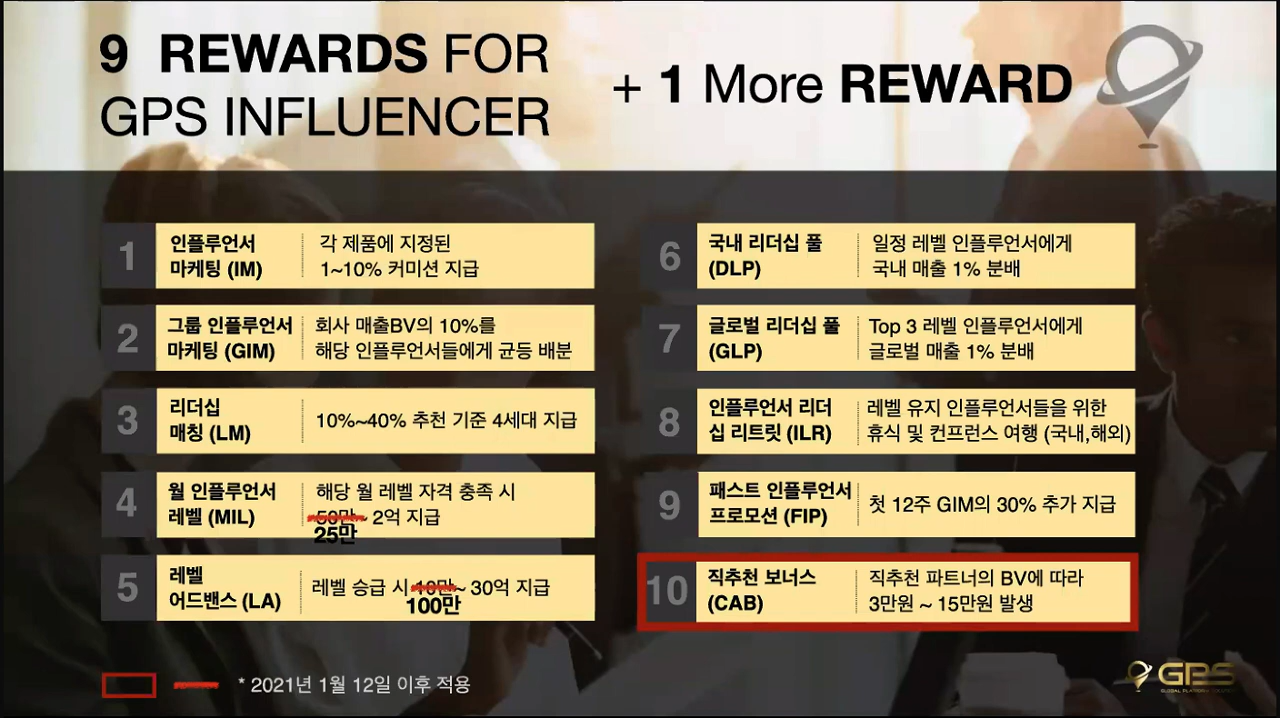 9 REWARDS FOR
GPS INFLUENCER
+ 1 More REWARD
1
인플루언서
마케팅 (IM)
각 제품에 지정된
1~10% 커미션 지급
2
그룹 인플루언서
마케팅 (GIM)
회사 매출BV의 10%를
해당 인플루언서들에게 균등 배분
3
리더십
매칭 (LM)
10%~40% 추천 기준 4세대 지급
4
월 인플루언서
레벨 (MIL)
해당 월 레벨 자격 충족 시
50만~ 2억 지급
25만
5
레벨
어드밴스 (LA)
레벨 승급 시 10만~ 30억 지급
100만
6
국내 리더십 풀
(DLP)
일정 레벨 인플루언서에게
국내 매출 1% 분배
7
글로벌 리더십 풀
(GLP)
Top 3 레벨 인플루언서에게
글로벌 매출 1% 분배
8
인플루언서 리더
십 리트릿 (ILR)
레벨 유지 인플루언서들을 위한
휴식 및 컨프런스 여행 (국내,해외)
9
패스트 인플루언서
프로모션 (FIP)
첫 12주 GIM의 30% 추가 지급
10
직추천 보너스
(CAB)
직추천 파트너의 BV에 따라
3만원 ~ 15만원 발생
* 2021년 1월 12일 이후 적용
GPS
GLOBAL PLATFORM